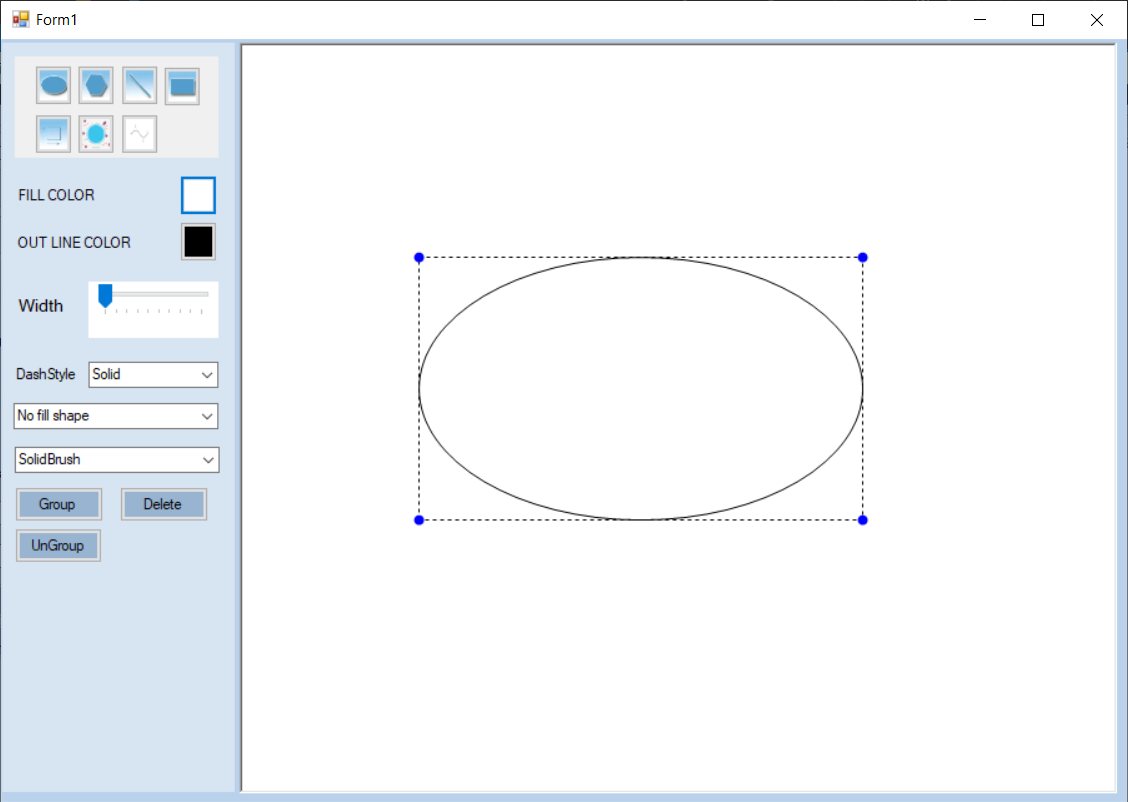 Form1
FILL COLOR
OUT LINE COLOR
Width
DashStyle Solid
No fill shape
SolidBrush
Group Delete
UnGroup